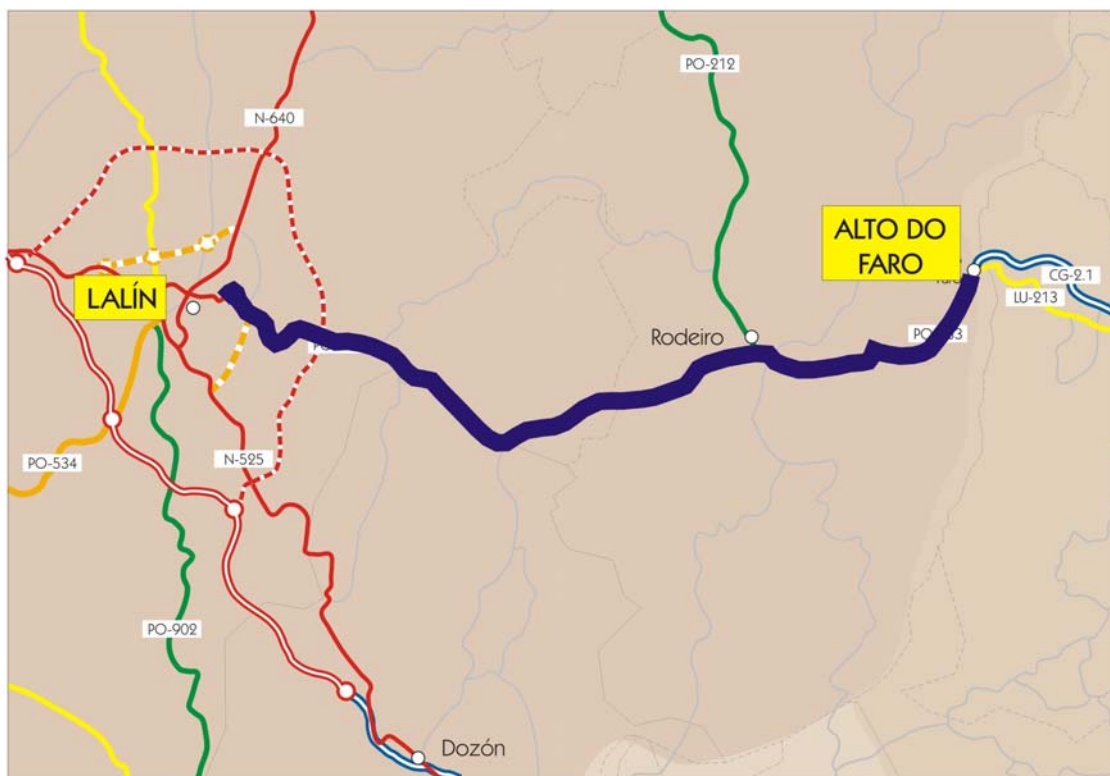 PO-212
N-640
ALTO DO
FARO
CG-2.1
LU-213
LALÍN
Rodeiro
PO-534
N-525
PO-902
Dozón